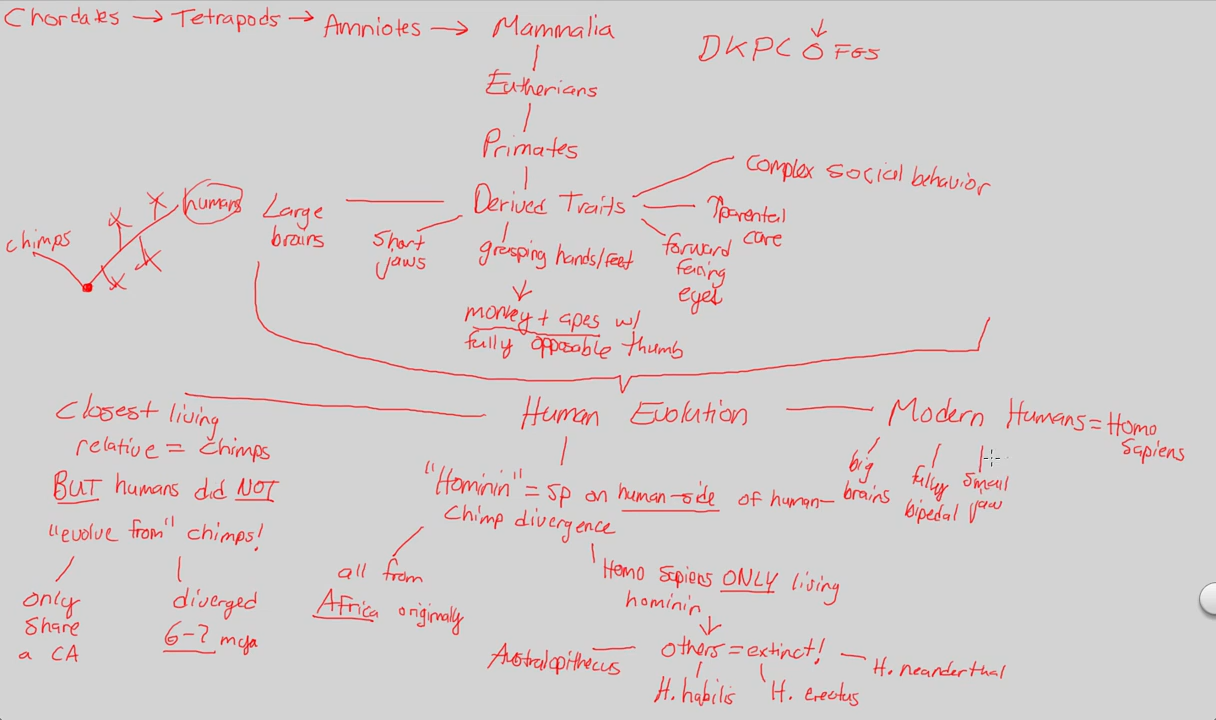 Chordates → Tetrapods → Amniotes → Mammalia
DKPC O FGS
Eutherians
Primates
Derived Traits
complex social behavior
↑parental
care
forward
facing
eyes
grasping hands/feet
monkey + apes w/
fully opposable thumb
Short
jaws
Large
brains
humans
chimps
Human Evolution
Closest living
relative = chimps
BUT humans did NOT
"evolve from" chimps!
only
share
a CA
diverged
6-7 mya
"Hominin" = sp on human-side of human-
chimp divergence
all from
Africa originally
Homo sapiens ONLY living
hominin
others = extinct!
Australopithecus
H. habilis
H. erectus
H. neanderthal
Modern Humans = Homo
sapiens
big
brains
fully
bipedal
small
jaw